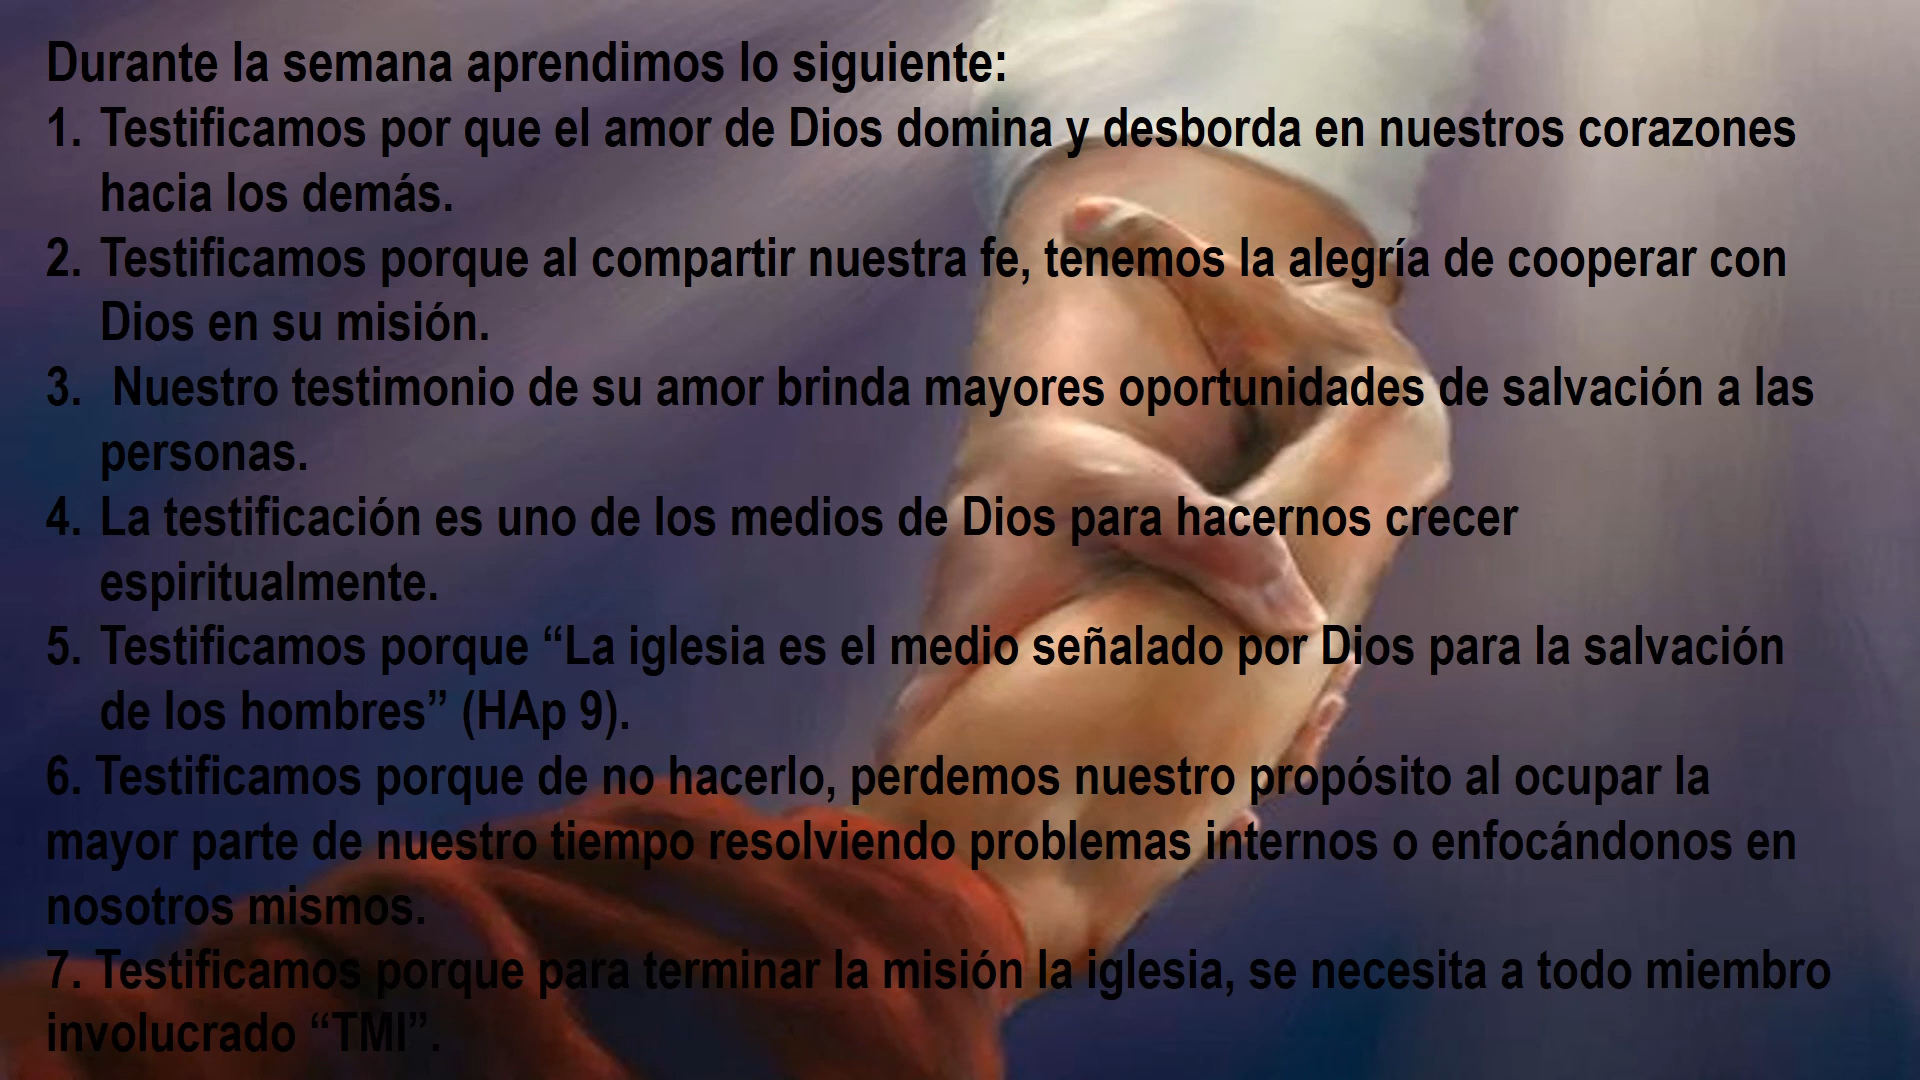 Durante la semana aprendimos lo siguiente:
1. Testificamos por que el amor de Dios domina y desborda en nuestros corazones
hacia los demás.
2. Testificamos porque al compartir nuestra fe, tenemos la alegría de cooperar con
Dios en su misión.
3. Nuestro testimonio de su amor brinda mayores oportunidades de salvación a las
personas.
4. La testificación es uno de los medios de Dios para hacernos crecer
espiritualmente.
5. Testificamos porque “La iglesia es el medio señalado por Dios para la salvación
de los hombres” (HAp 9).
6. Testificamos porque de no hacerlo, perdemos nuestro propósito al ocupar la
mayor parte de nuestro tiempo resolviendo problemas internos o enfocándonos en
nosotros mismos.
7. Testificamos porque para terminar la misión la iglesia, se necesita a todo miembro
involucrado “TMI”.